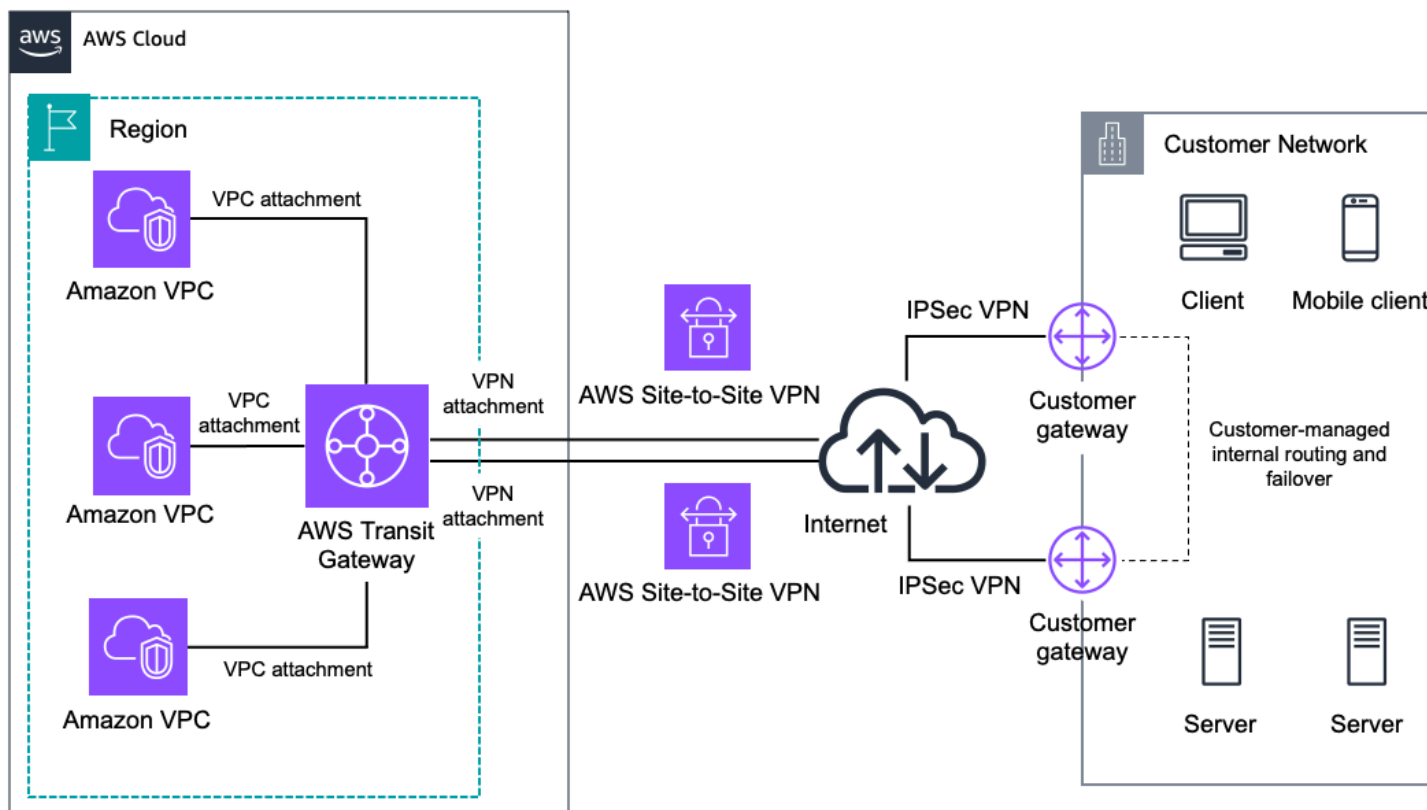 aws
AWS Cloud
Region
VPC attachment
Amazon VPC
VPC
attachment
Amazon VPC
AWS Transit
Gateway
VPC attachment
Amazon VPC
VPN
attachment
VPN
attachment
AWS Site-to-Site VPN
AWS Site-to-Site VPN
Internet
IPSec VPN
IPSec VPN
Customer Network
Client
Mobile client
Customer
gateway
Customer-managed
internal routing and
failover
Customer
gateway
Server
Server